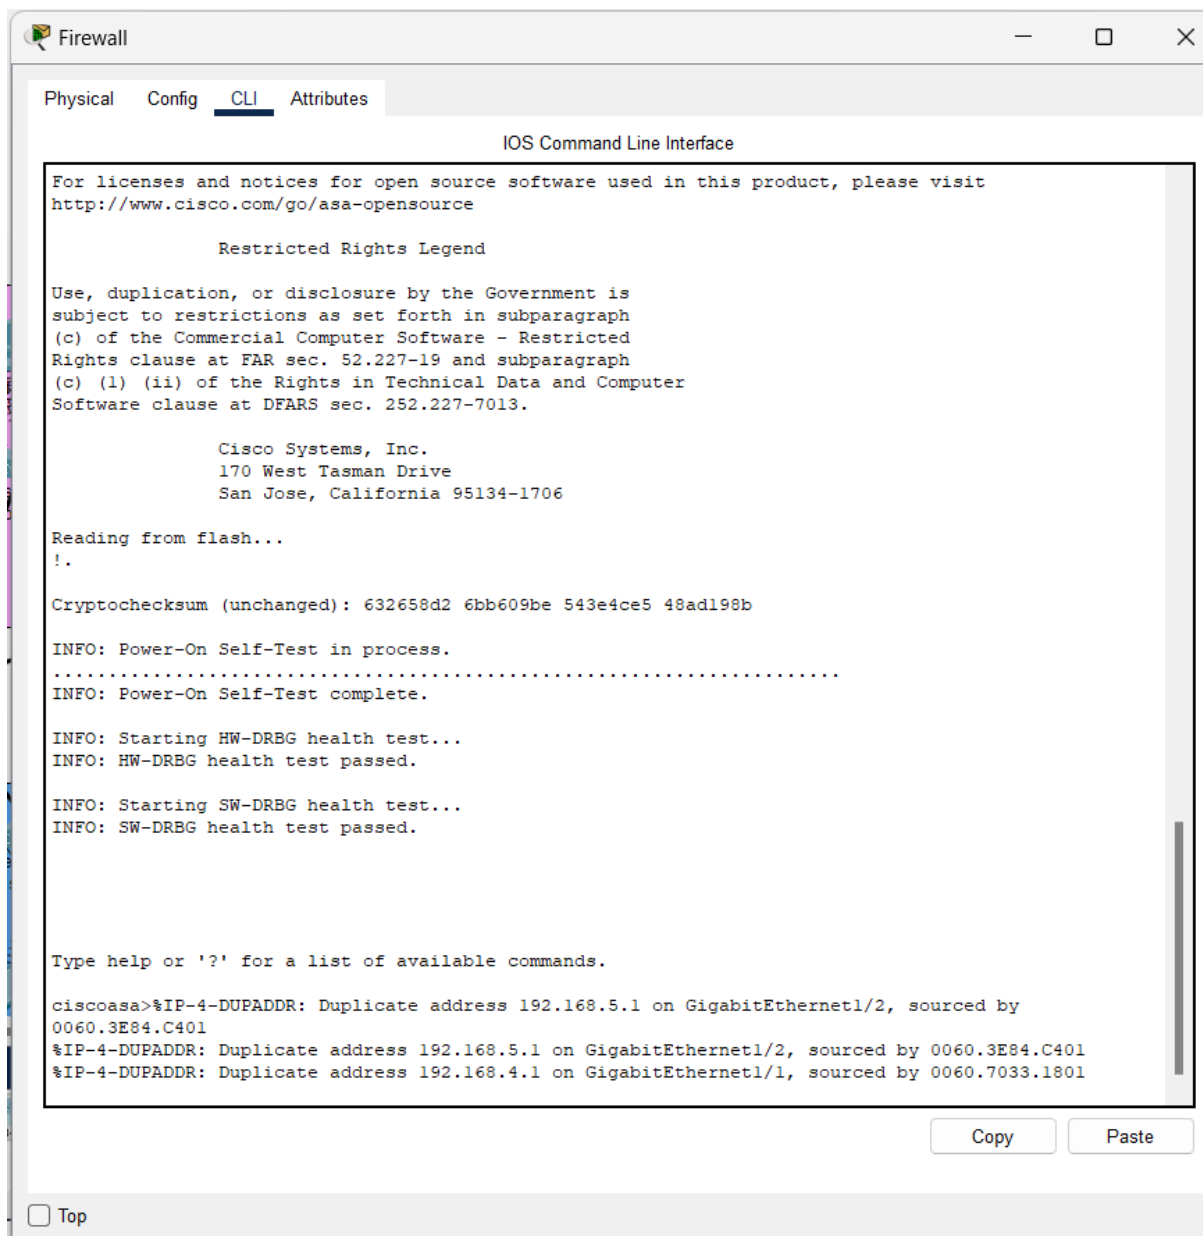 Firewall
Physical Config CLI Attributes
IOS Command Line Interface
For licenses and notices for open source software used in this product, please visit
http://www.cisco.com/go/asa-opensource
Restricted Rights Legend
Use, duplication, or disclosure by the Government is
subject to restrictions as set forth in subparagraph
(c) of the Commercial Computer Software - Restricted
Rights clause at FAR sec. 52.227-19 and subparagraph
(c) (1) (ii) of the Rights in Technical Data and Computer
Software clause at DFARS sec. 252.227-7013.
Cisco Systems, Inc.
170 West Tasman Drive
San Jose, California 95134-1706
Reading from flash...
!.
Cryptochecksum (unchanged): 632658d2 6bb609be 543e4ce5 48ad198b
INFO: Power-On Self-Test in process.
.......................................................................
INFO: Power-On Self-Test complete.
INFO: Starting HW-DRBG health test...
INFO: HW-DRBG health test passed.
INFO: Starting SW-DRBG health test...
INFO: SW-DRBG health test passed.
Type help or '?' for a list of available commands.
ciscoasa>%IP-4-DUPADDR: Duplicate address 192.168.5.1 on GigabitEthernet1/2, sourced by
0060.3E84.C401
%IP-4-DUPADDR: Duplicate address 192.168.5.1 on GigabitEthernet1/2, sourced by 0060.3E84.C401
%IP-4-DUPADDR: Duplicate address 192.168.4.1 on GigabitEthernet1/1, sourced by 0060.7033.1801
Copy Paste
Top